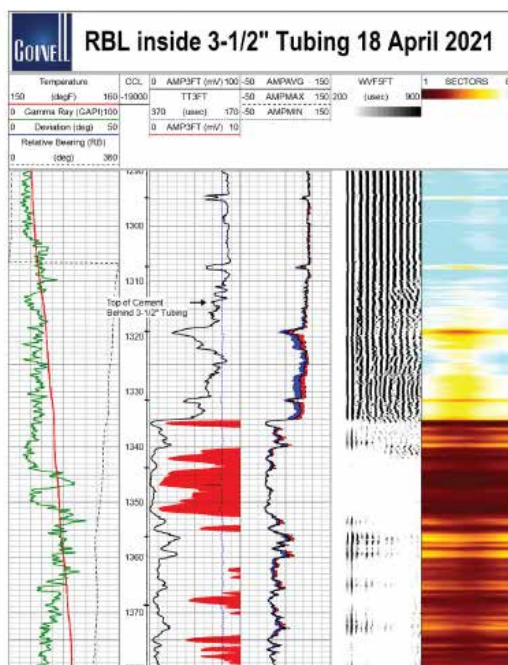 GOWELL
RBL inside 3-1/2" Tubing 18 April 2021
Temperature
150 (degF) 160
0 Gamma Ray (GAPI) 100
0 Deviation (deg) 50
Relative Bearing (RB)
0 (deg) 360
CCL
-19000
0 AMP3FT (mV) 100
TT3FT
370 (usec) 170
0 AMP3FT (mV) 10
-50 AMPAVG 150
-50 AMPMAX 150
-50 AMPMIN 150
WVF5FT
200 (usec) 900
1 SECTORS
1290
1300
1310
Top of Cement
Behind 3-1/2" Tubing
1320
1330
1340
1350
1360
1370